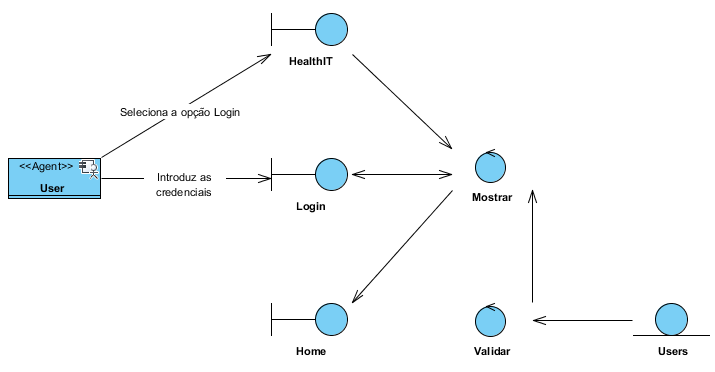 HealthIT
Seleciona a opção Login
<<Agent>>
User
Introduz as
credenciais
Login
Mostrar
Home
Validar
Users